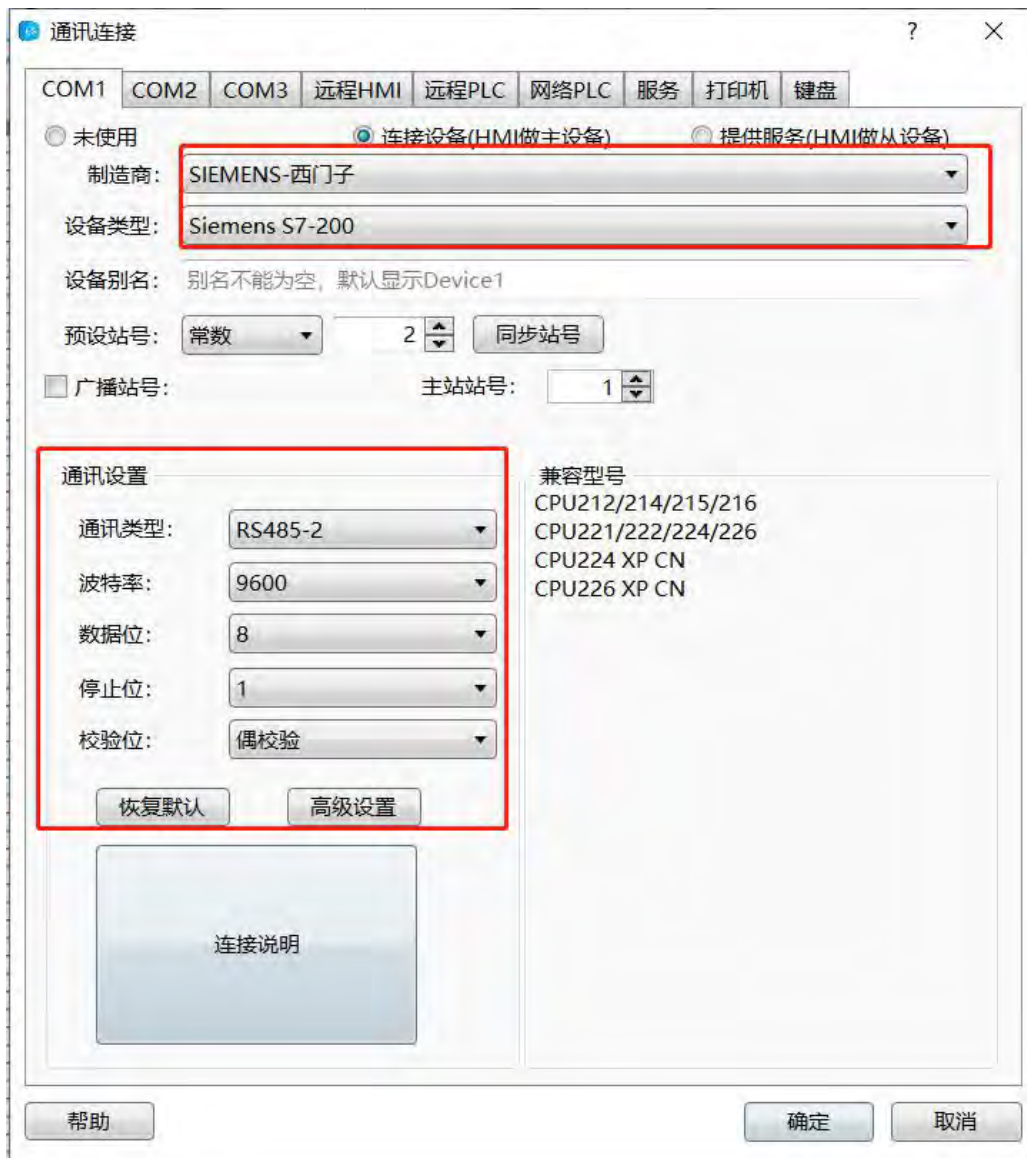 通讯连接 ?
COM1 COM2 COM3 远程HMI 远程PLC 网络PLC 服务 打印机 键盘
未使用 连接设备(HMI做主设备) 提供服务(HMI做从设备)
制造商: SIEMENS-西门子
设备类型: Siemens S7-200
设备别名: 别名不能为空，默认显示Device1
预设站号: 常数 2 同步站号
广播站号: 主站站号: 1
通讯设置
通讯类型: RS485-2
波特率: 9600
数据位: 8
停止位: 1
校验位: 偶校验
恢复默认 高级设置
连接说明
兼容型号
CPU212/214/215/216
CPU221/222/224/226
CPU224 XP CN
CPU226 XP CN
帮助 确定 取消